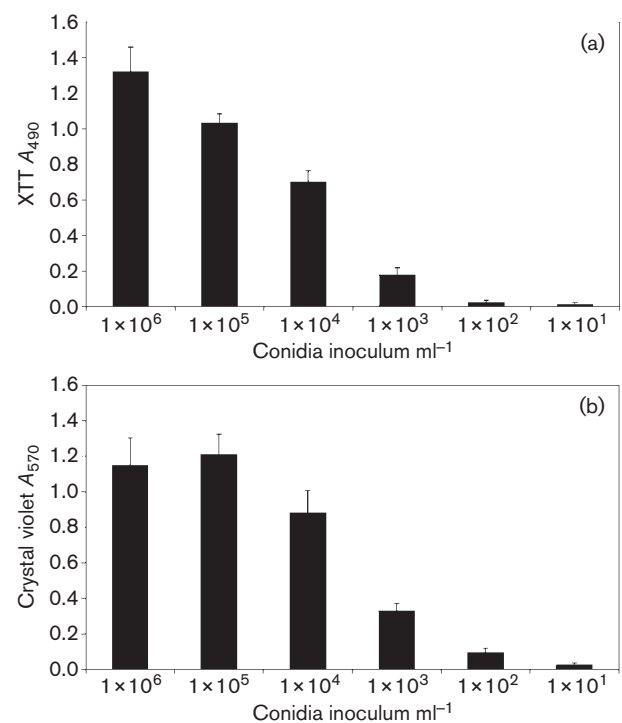 (a)
XTT A₄₉₀
1.6
1.4
1.2
1.0
0.8
0.6
0.4
0.2
0.0
1×10⁶ 1×10⁵ 1×10⁴ 1×10³ 1×10² 1×10¹
Conidia inoculum ml⁻¹
(b)
Crystal violet A₅₇₀
1.6
1.4
1.2
1.0
0.8
0.6
0.4
0.2
0.0
1×10⁶ 1×10⁵ 1×10⁴ 1×10³ 1×10² 1×10¹
Conidia inoculum ml⁻¹